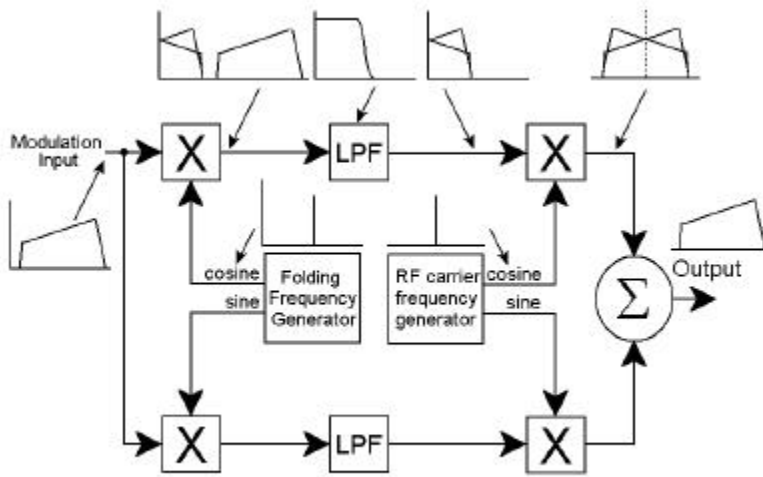 Modulation
Input
X
LPF
X
cosine
sine
Folding
Frequency
Generator
RF carrier
frequency
generator
cosine
sine
Output
Σ
X
LPF
X